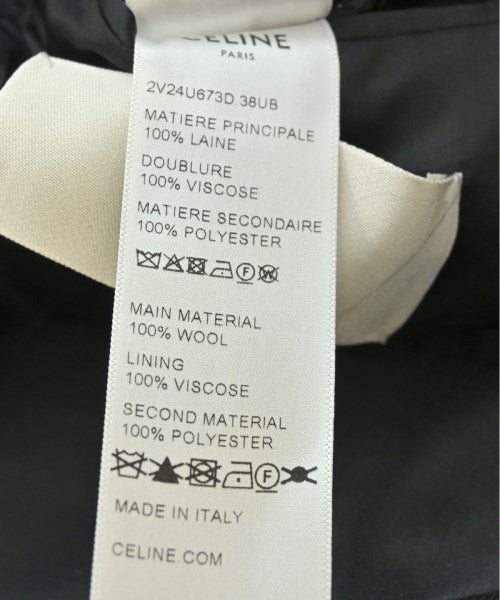 CELINE
PARIS
2V24U673D.38UB
MATIERE PRINCIPALE
100% LAINE
DOUBLURE
100% VISCOSE
MATIERE SECONDAIRE
100% POLYESTER
MAIN MATERIAL
100% WOOL
LINING
100% VISCOSE
SECOND MATERIAL
100% POLYESTER
MADE IN ITALY
CELINE.COM